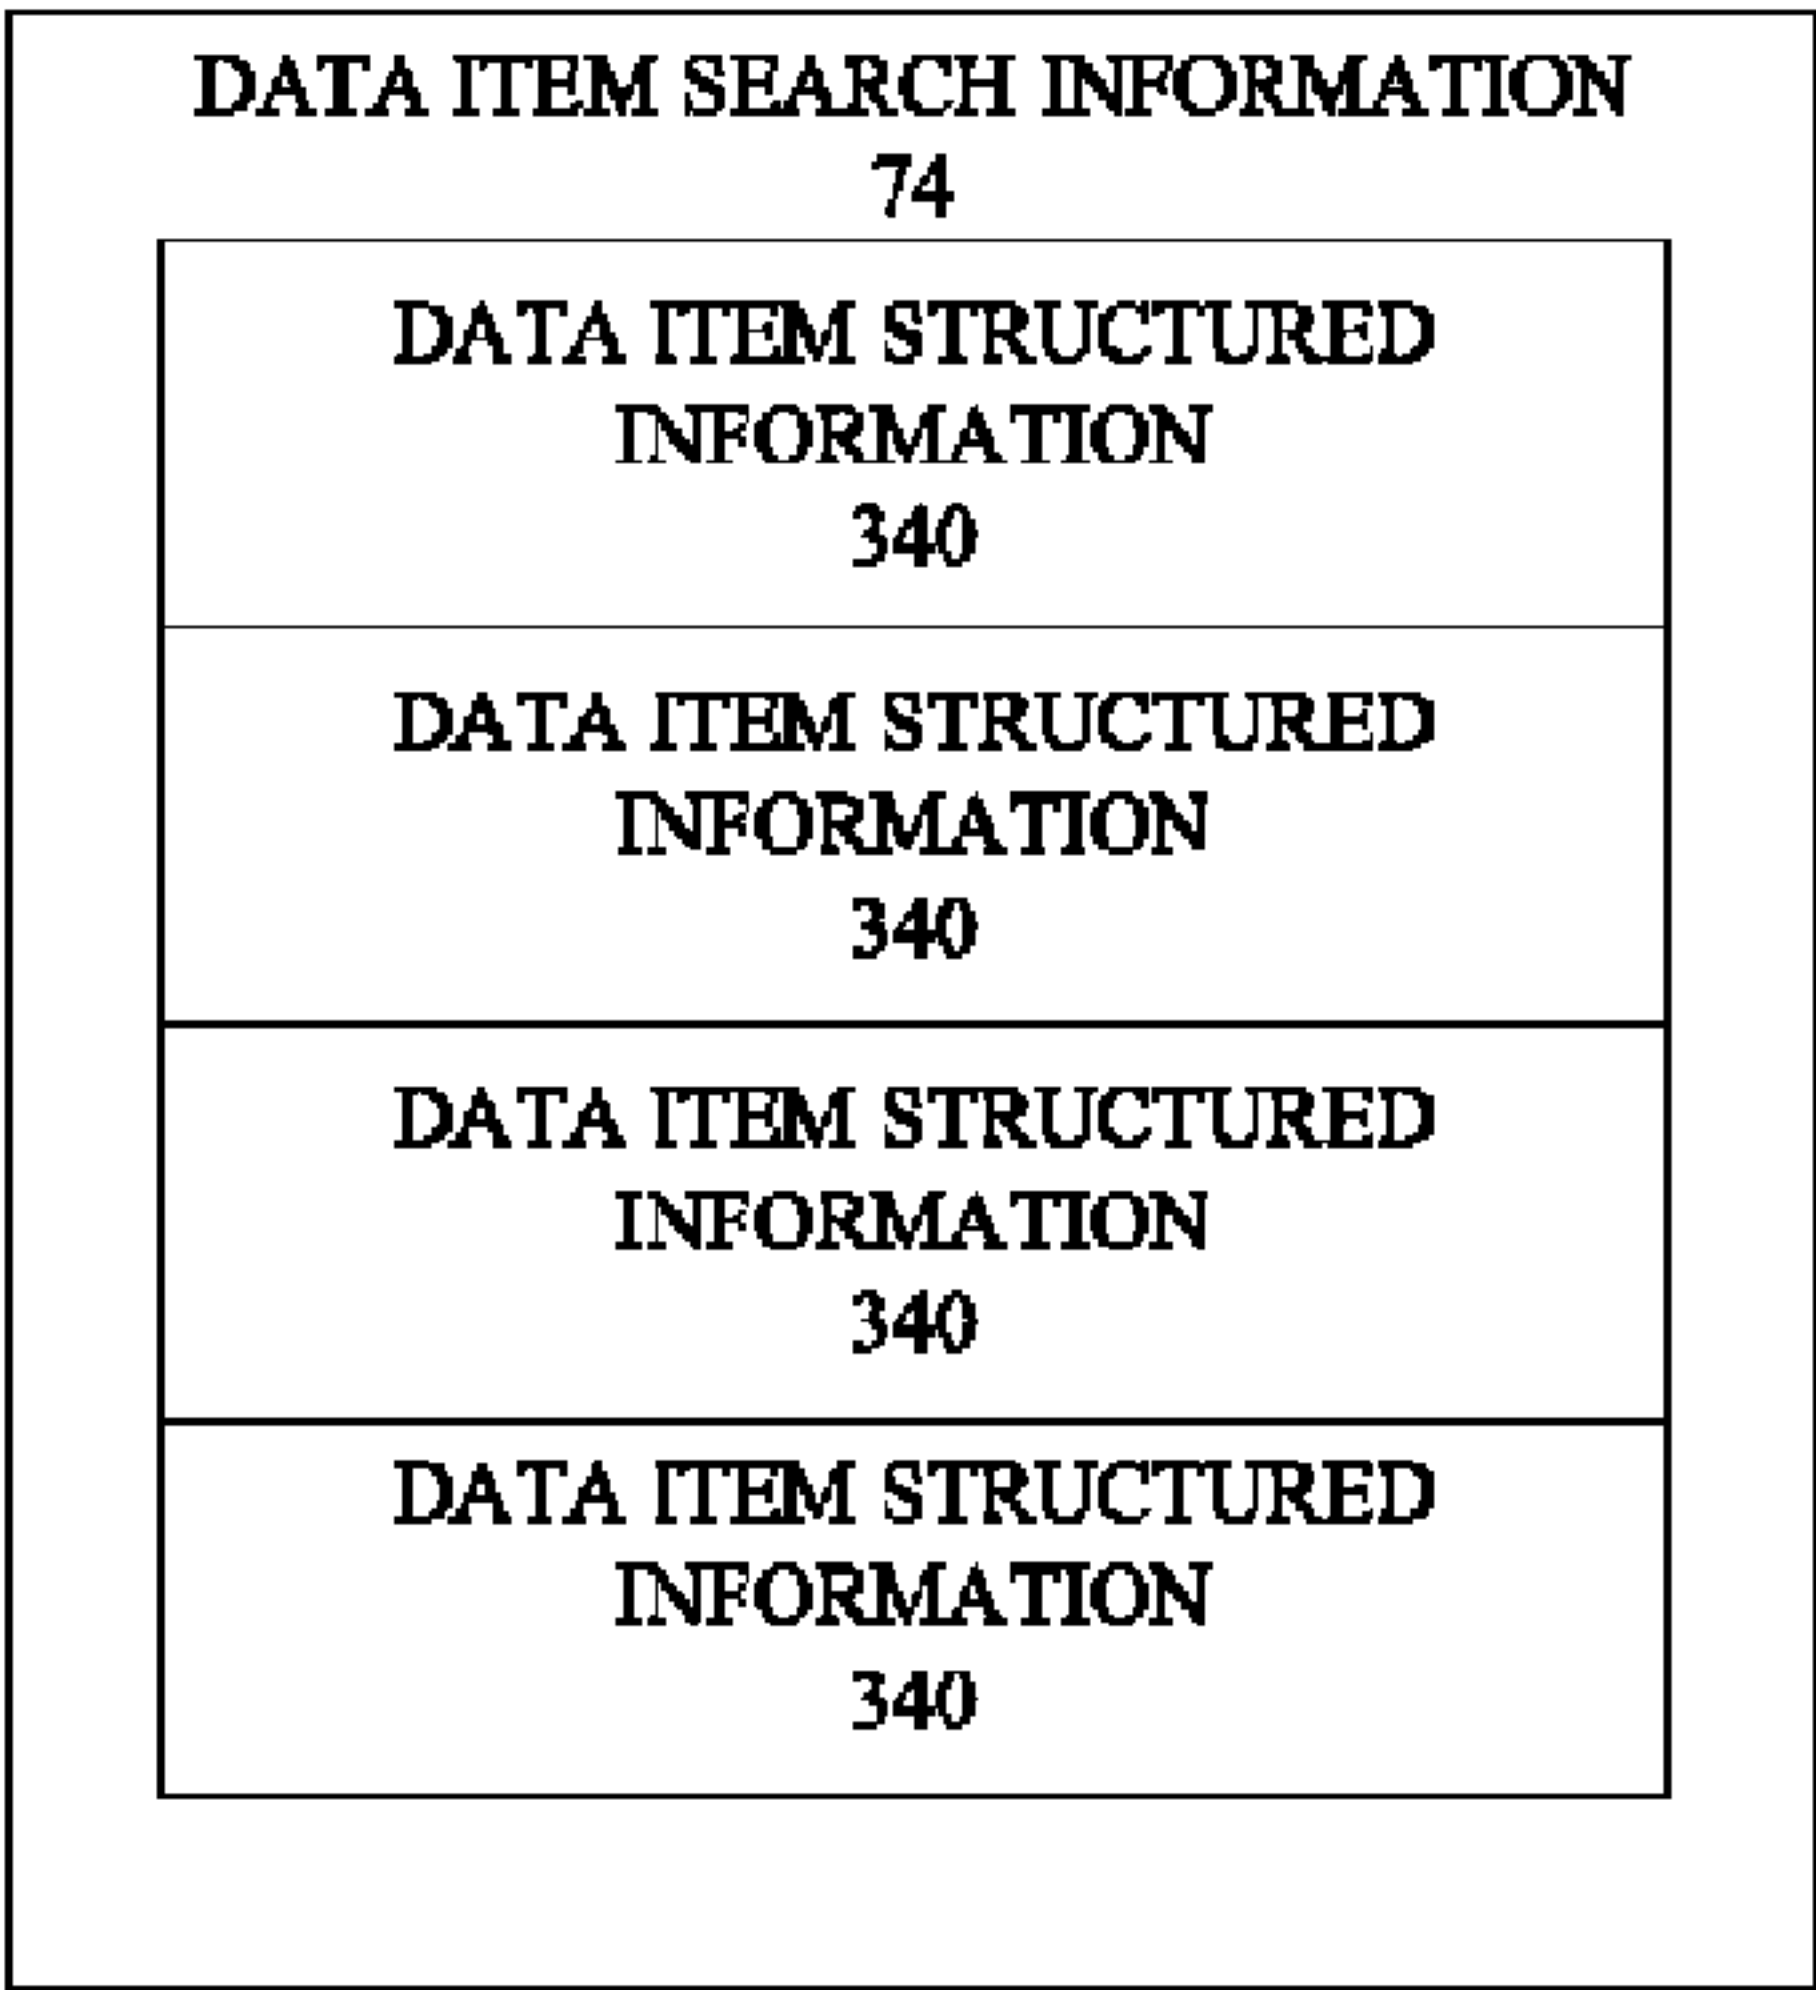 DATA ITEM SEARCH INFORMATION
74
DATA ITEM STRUCTURED
INFORMATION
340
DATA ITEM STRUCTURED
INFORMATION
340
DATA ITEM STRUCTURED
INFORMATION
340
DATA ITEM STRUCTURED
INFORMATION
340